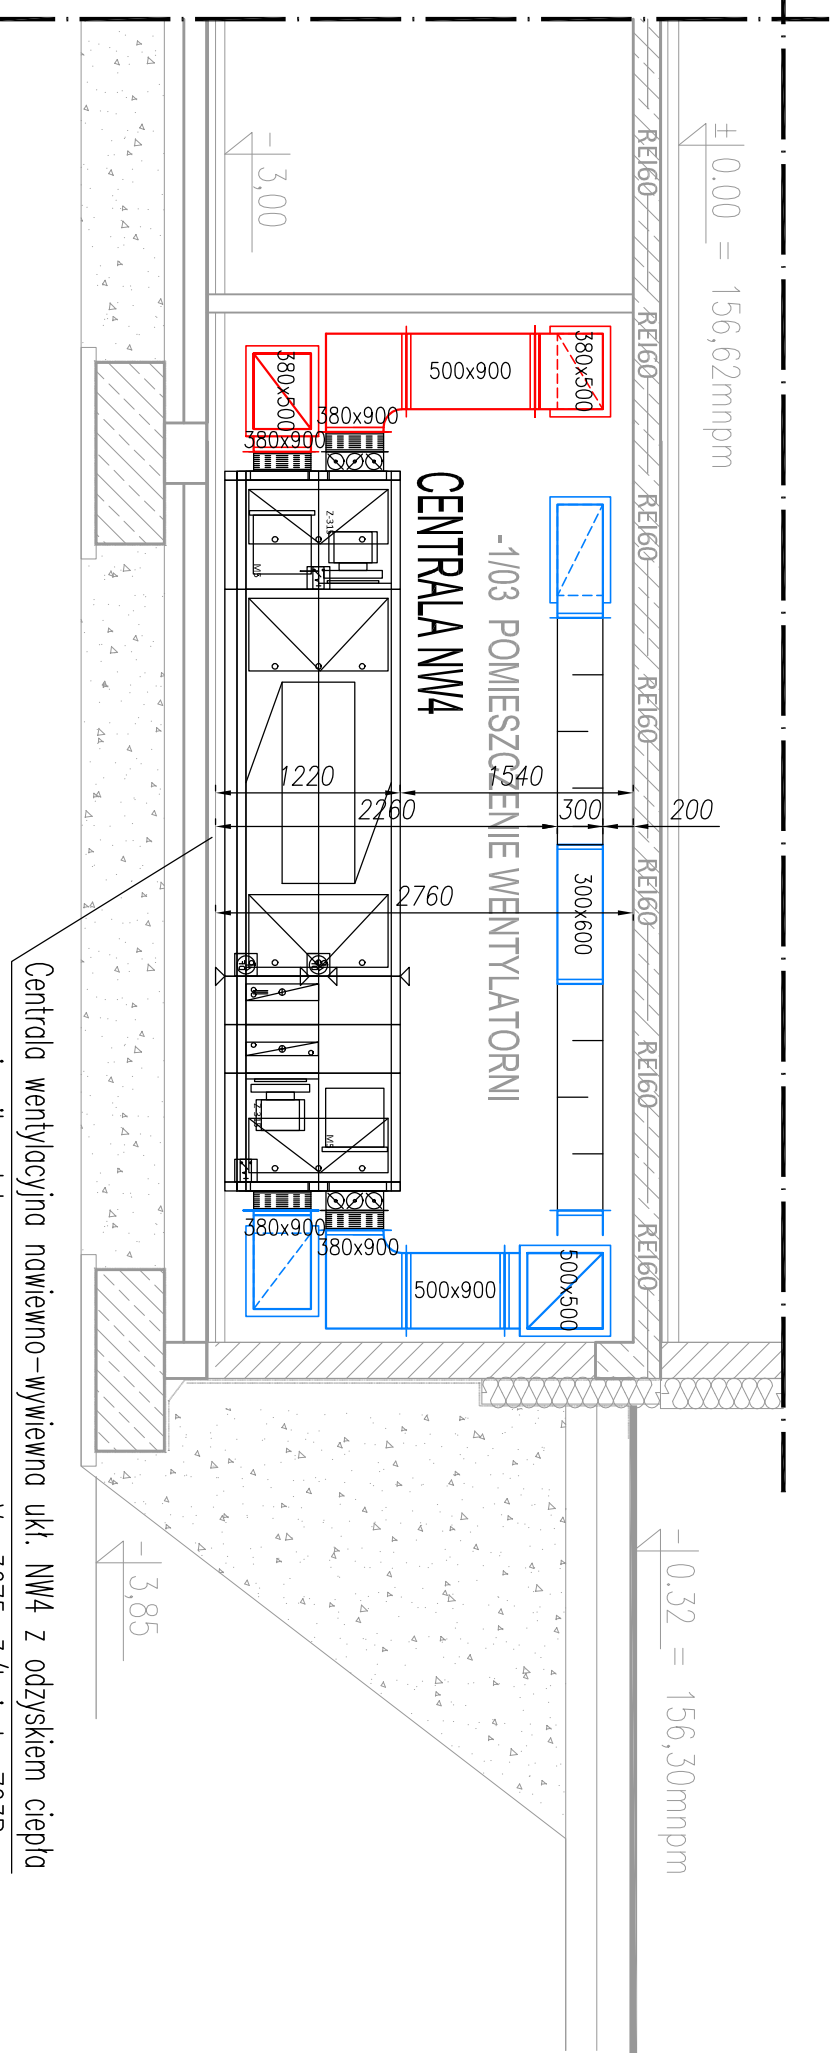 ± 0.00 = 156,62mnpm
- 3,00
REI60
REI60
REI60
REI60
REI60
REI60
REI60
380x500
500x900
380x500
380x900
380x900
CENTRALA NW4
-1/03 POMIESZCZENIE WENTYLATORNI
M5
1220
1540
2260
300
200
2760
300x600
380x900
380x900
500x900
500x500
- 0.32 = 156,30mnpm
- 3,85
Centrala wentylacyjna nawiewno-wywiewna ukł. NW4 z odzyskiem ciepła